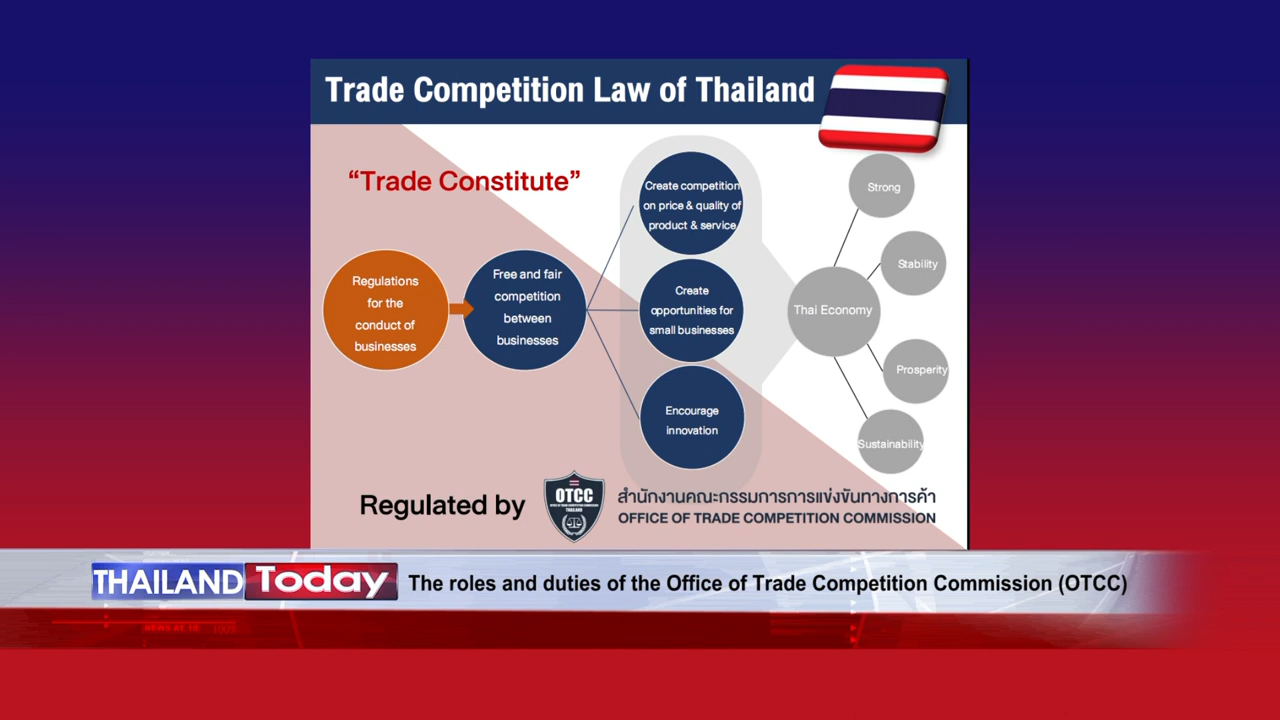 Trade Competition Law of Thailand
“Trade Constitute”
Regulations
for the
conduct of
businesses
Free and fair
competition
between
businesses
Create competition
on price & quality of
product & service
Create
opportunities for
small businesses
Encourage
innovation
Thai Economy
Strong
Stability
Prosperity
Sustainability
Regulated by
OTCC
THAILAND
สำนักงานคณะกรรมการการแข่งขันทางการค้า
OFFICE OF TRADE COMPETITION COMMISSION
THAILAND Today
The roles and duties of the Office of Trade Competition Commission (OTCC)